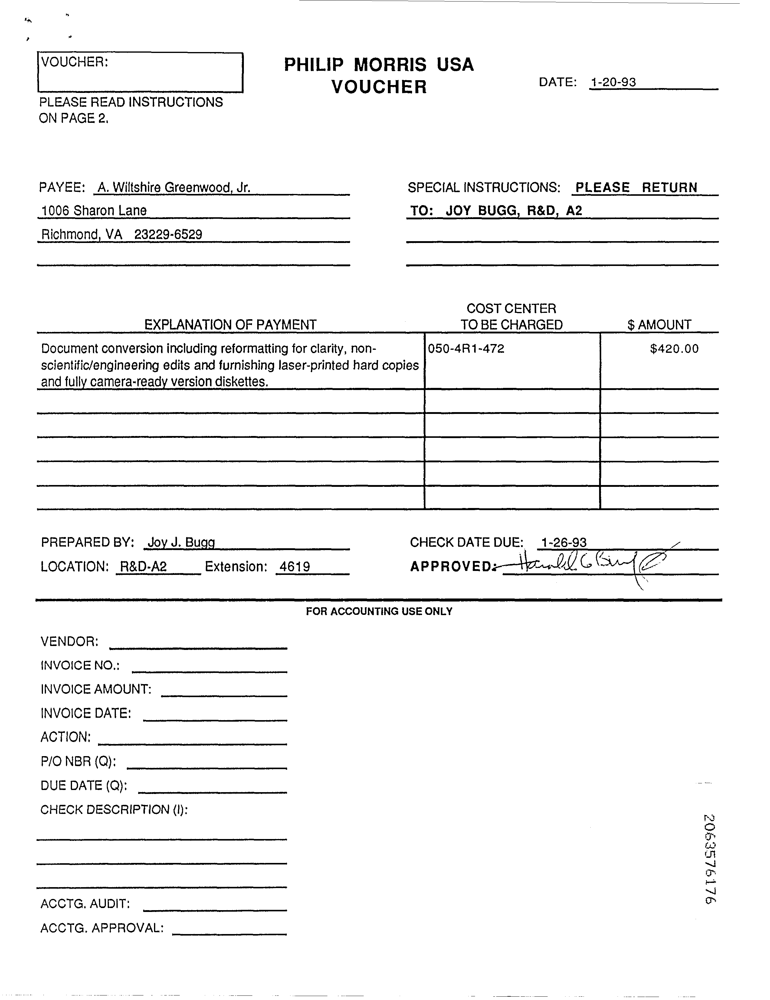 VOUCHER:
PHILIP MORRIS USA
VOUCHER
DATE: 1-20-93
PLEASE READ INSTRUCTIONS
ON PAGE 2.
PAYEE: A. Wiltshire Greenwood, Jr.
1006 Sharon Lane
Richmond, VA 23229-6529
SPECIAL INSTRUCTIONS: PLEASE RETURN
TO: JOY BUGG, R&D, A2
EXPLANATION OF PAYMENT
COST CENTER
TO BE CHARGED
$ AMOUNT
Document conversion including reformatting for clarity, non-
scientific/engineering edits and furnishing laser-printed hard copies
and fully camera-ready version diskettes.
050-4R1-472
$420.00
PREPARED BY: Joy J. Bugg
LOCATION: R&D-A2 Extension: 4619
CHECK DATE DUE: 1-26-93
APPROVED: Harold G
FOR ACCOUNTING USE ONLY
VENDOR:
INVOICE NO.:
INVOICE AMOUNT:
INVOICE DATE:
ACTION:
P/O NBR (Q):
DUE DATE (Q):
CHECK DESCRIPTION (I):
ACCTG. AUDIT:
ACCTG. APPROVAL:
2063576176